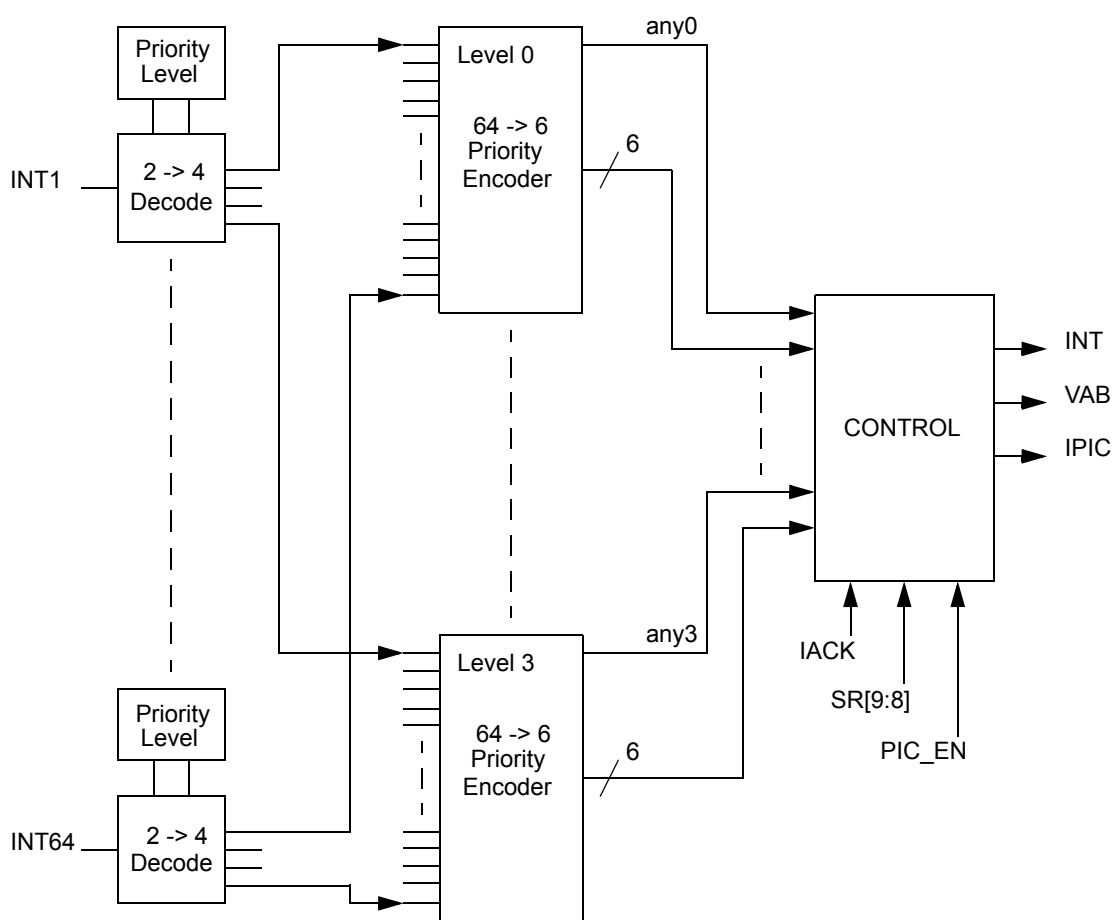 Priority
Level
2 -> 4
Decode
INT1
Level 0
64 -> 6
Priority
Encoder
any0
6
CONTROL
INT
VAB
IPIC
IACK
SR[9:8]
PIC_EN
Priority
Level
2 -> 4
Decode
INT64
Level 3
64 -> 6
Priority
Encoder
any3
6